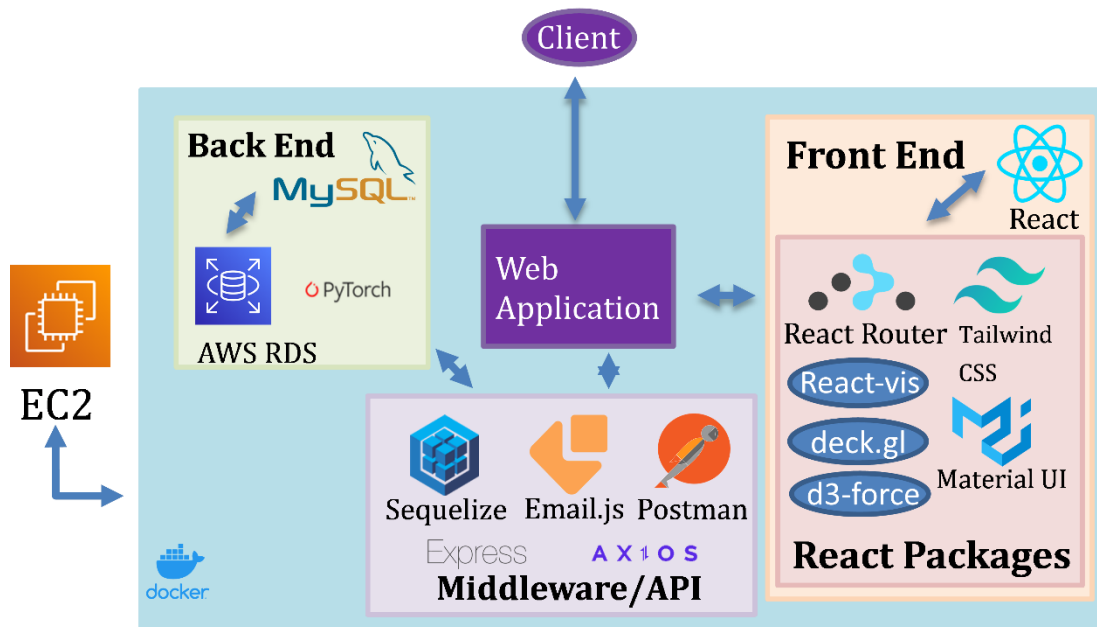 Client
Back End
MySQL™
AWS RDS
PyTorch
Web
Application
Front End
React
React Router
Tailwind
CSS
React-vis
deck.gl
d3-force
Material UI
React Packages
EC2
Sequelize
Email.js
Postman
Express
AXIOS
Middleware/API
docker